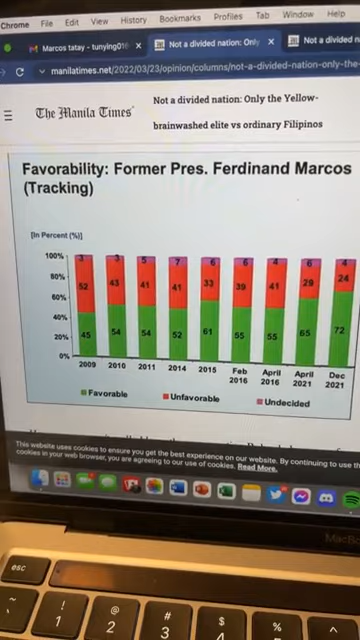 Chrome File Edit View History Bookmarks Profiles Tab Window Help
Marcos tatay - tunying01
Not a divided nation: Only
Not a divided n
manilatimes.net/2022/03/23/opinion/columns/not-a-divided-nation-only-the-
The Manila Times
Not a divided nation: Only the Yellow-
brainwashed elite vs ordinary Filipinos
Favorability: Former Pres. Ferdinand Marcos
(Tracking)
[In Percent (%)]
100%
80%
60%
40%
20%
0%
3 3 5 7 6 6 4 6 4
52 43 41 41 33 39 41 29 24
45 54 54 52 61 55 55 65 72
2009 2010 2011 2014 2015 Feb 2016 April 2016 April 2021 Dec 2021
Favorable Unfavorable Undecided
This website uses cookies to ensure you get the best experience on our website. By continuing to use th
cookies in your web browser, you are agreeing to our use of cookies. Read More.
MacBo
esc
~ ! @ # $ % ^
1 2 3 4